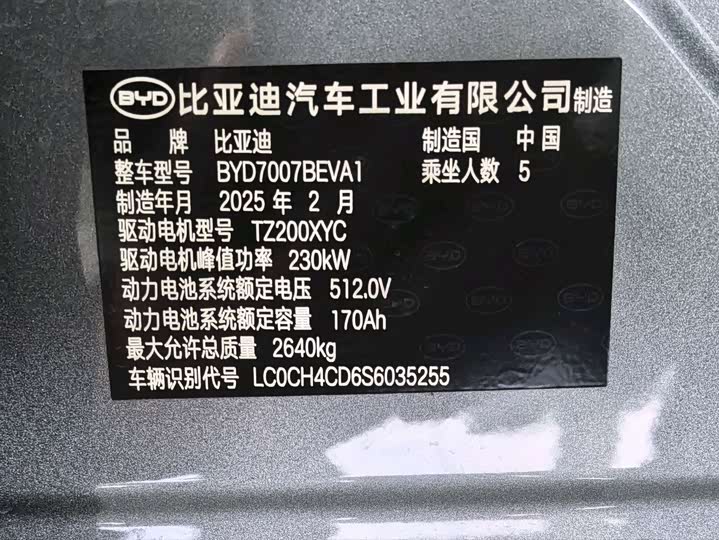 BYD 比亚迪汽车工业有限公司制造
品 牌 比亚迪 制造国 中国
整车型号 BYD7007BEVA1 乘坐人数 5
制造年月 2025 年 2 月
驱动电机型号 TZ200XYC
驱动电机峰值功率 230kW
动力电池系统额定电压 512.0V
动力电池系统额定容量 170Ah
最大允许总质量 2640kg
车辆识别代号 LC0CH4CD6S6035255